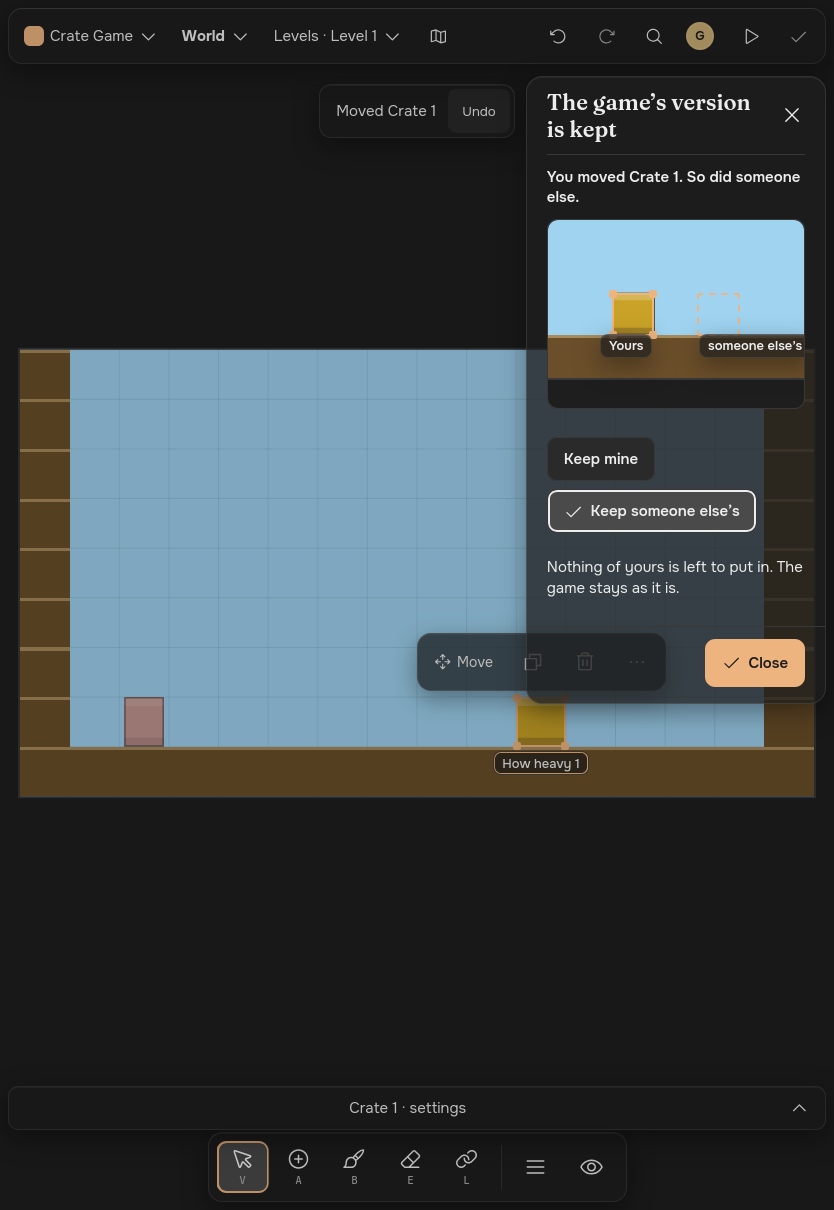 Crate Game
World
Levels · Level 1
G
Moved Crate 1
Undo
The game’s version
is kept
You moved Crate 1. So did someone
else.
Yours
someone else’s
Keep mine
Keep someone else’s
Nothing of yours is left to put in. The
game stays as it is.
Move
Close
How heavy 1
Crate 1 · settings
V
A
B
E
L